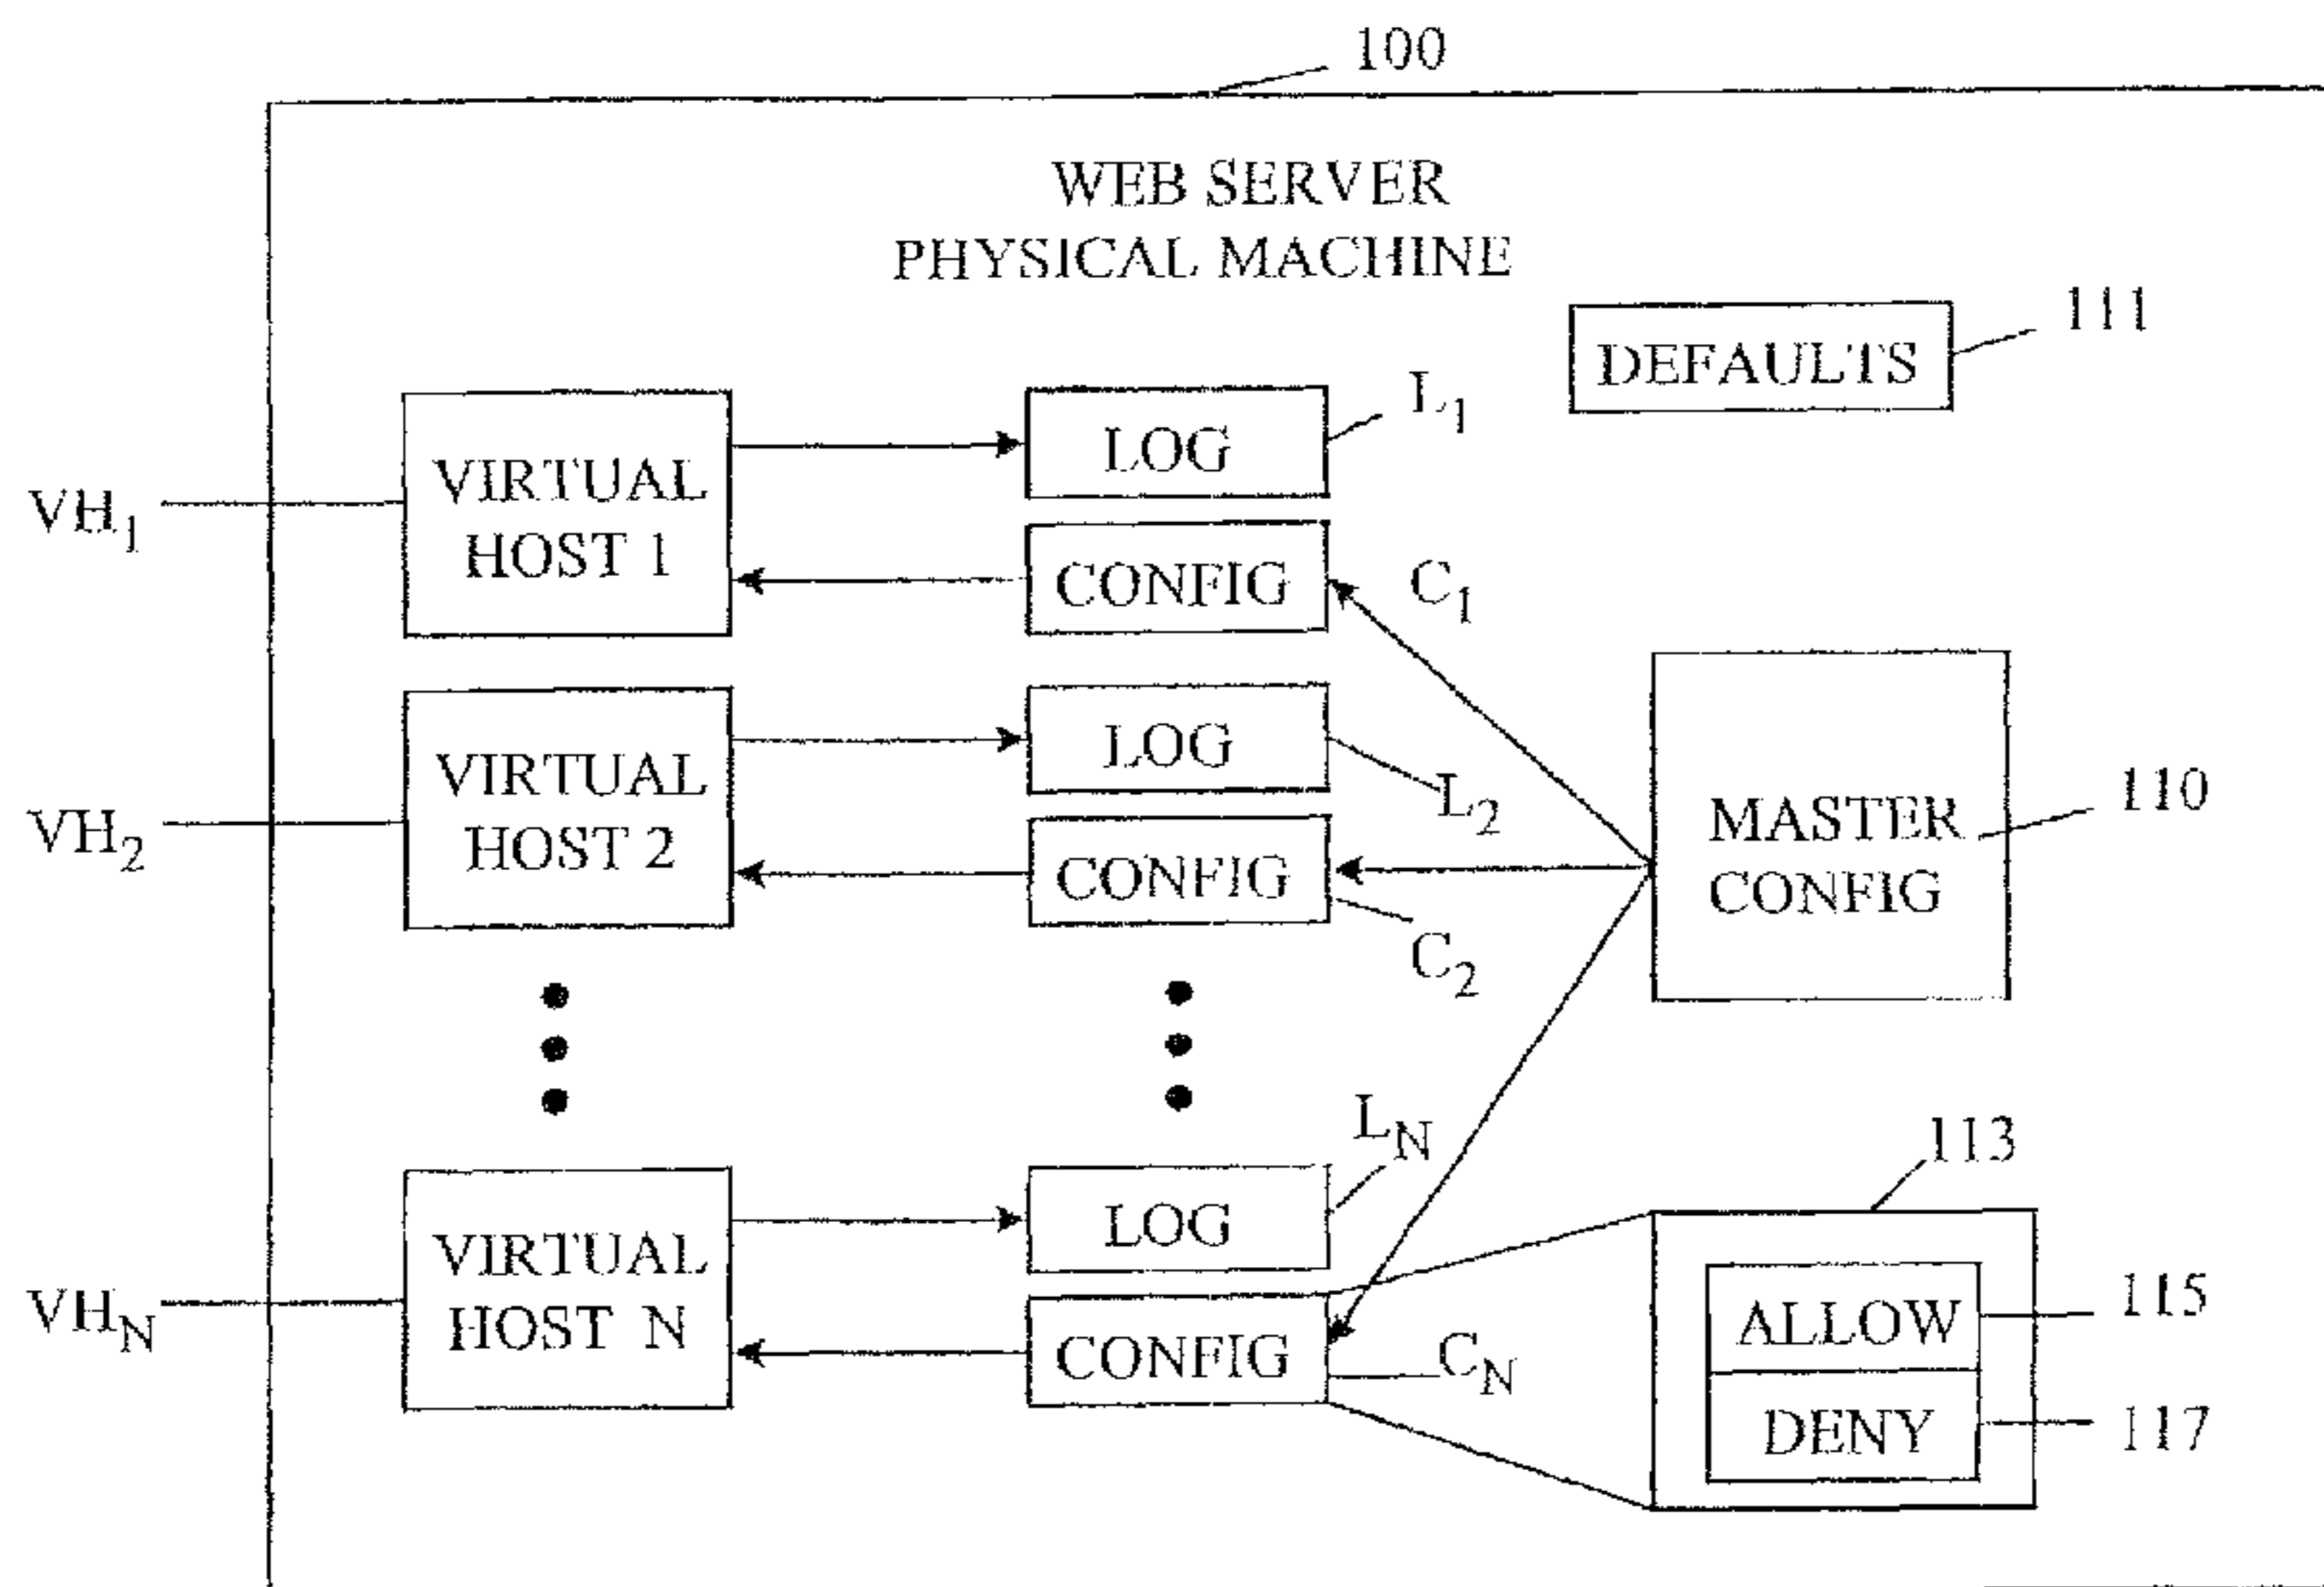 100
WEB SERVER
PHYSICAL MACHINE
DEFAULTS
111
VH1
VIRTUAL
HOST 1
LOG
L1
CONFIG
C1
VH2
VIRTUAL
HOST 2
LOG
L2
CONFIG
C2
MASTER
CONFIG
110
VHN
VIRTUAL
HOST N
LOG
LN
CONFIG
CN
113
ALLOW
115
DENY
117